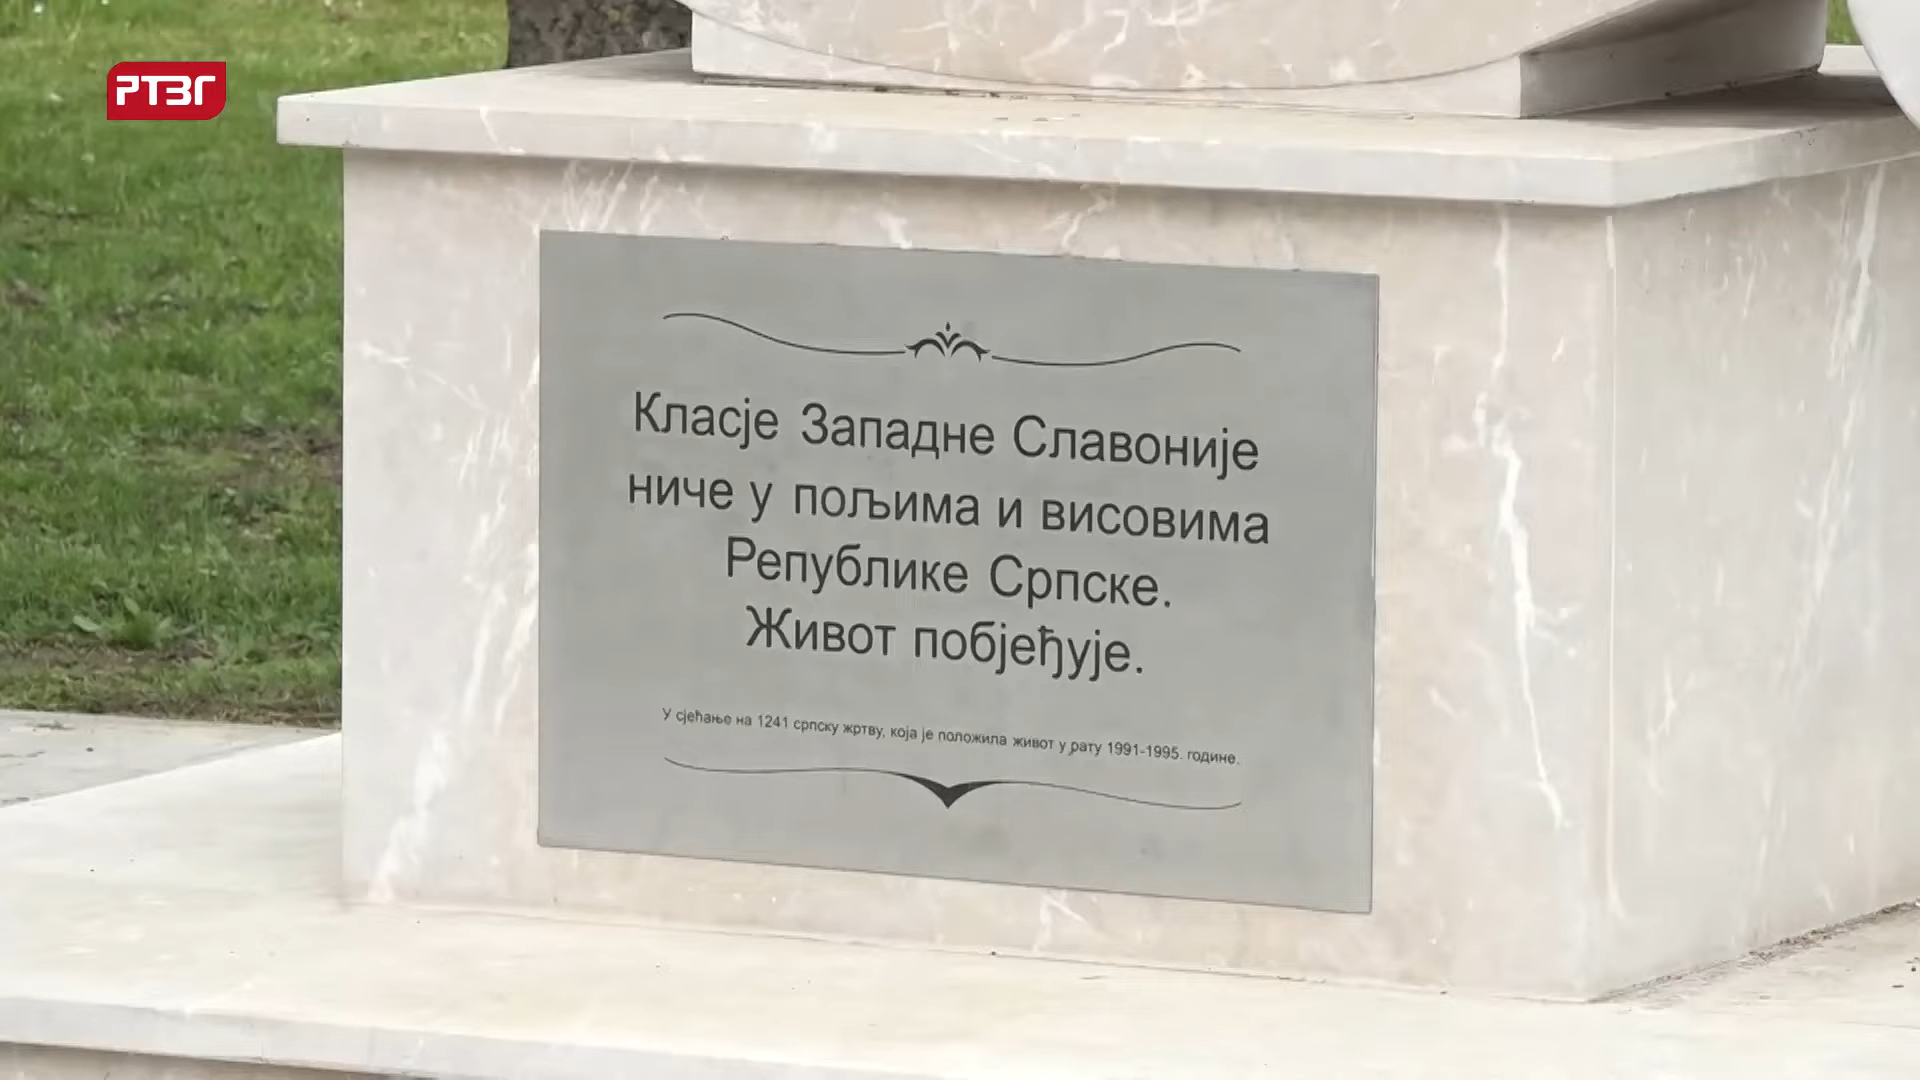 РТВГ
Класје Западне Славоније
ниче у пољима и висовима
Републике Српске.
Живот побјеђује.
У сјећање на 1241 српску жртву, која је положила живот у рату 1991-1995. године.